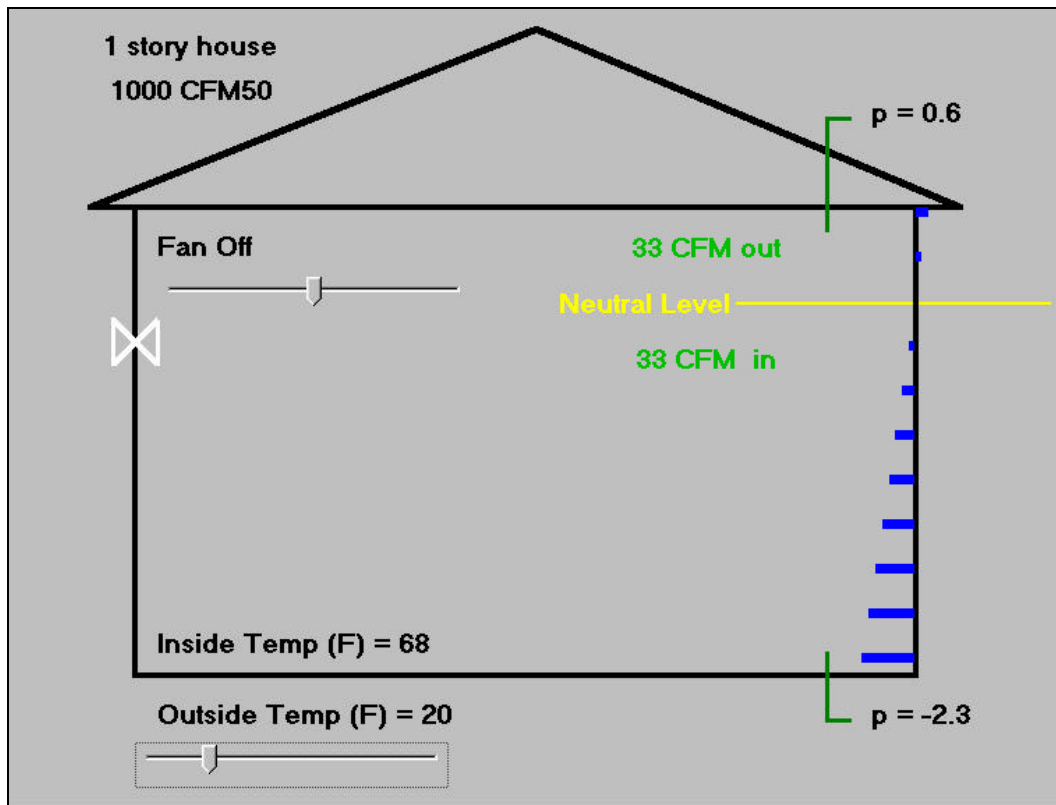 1 story house
1000 CFM50
p = 0.6
Fan Off
33 CFM out
Neutral Level
33 CFM in
Inside Temp (F) = 68
Outside Temp (F) = 20
p = -2.3